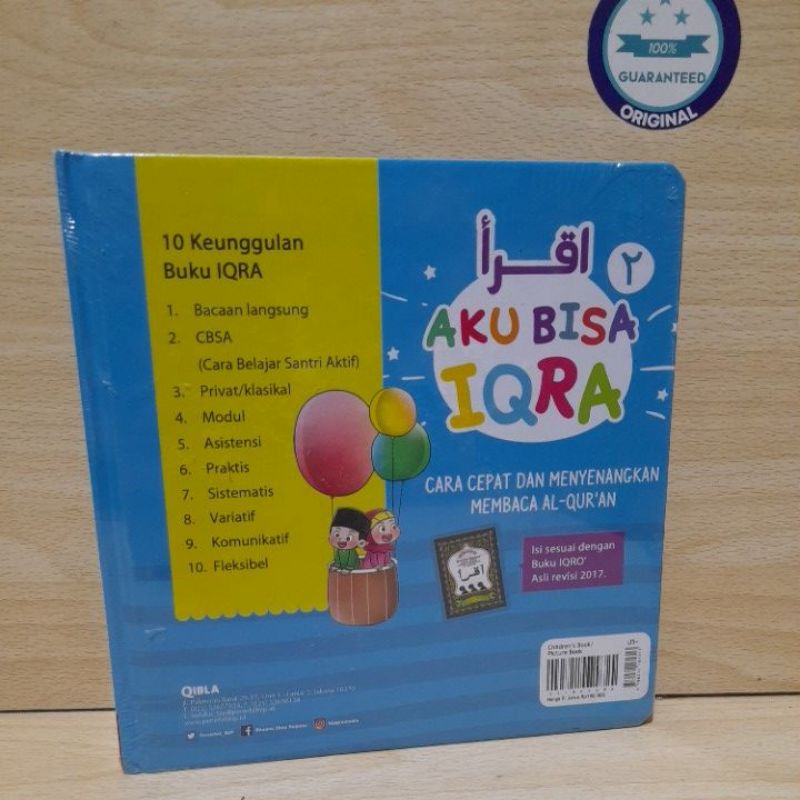 100%
GUARANTEED
ORIGINAL
10 Keunggulan
Buku IQRA
1. Bacaan langsung
2. CBSA
(Cara Belajar Santri Aktif)
3. Privat/klasikal
4. Modul
5. Asistensi
6. Praktis
7. Sistematis
8. Variatif
9. Komunikatif
10. Fleksibel
اقرأ
٢
AKU BISA
IQRA
CARA CEPAT DAN MENYENANGKAN
MEMBACA AL-QUR'AN
اقرأ
Isi sesuai dengan
Buku IQRO'
Asli revisi 2017.
QIBLA
Children's Book/
Picture Book